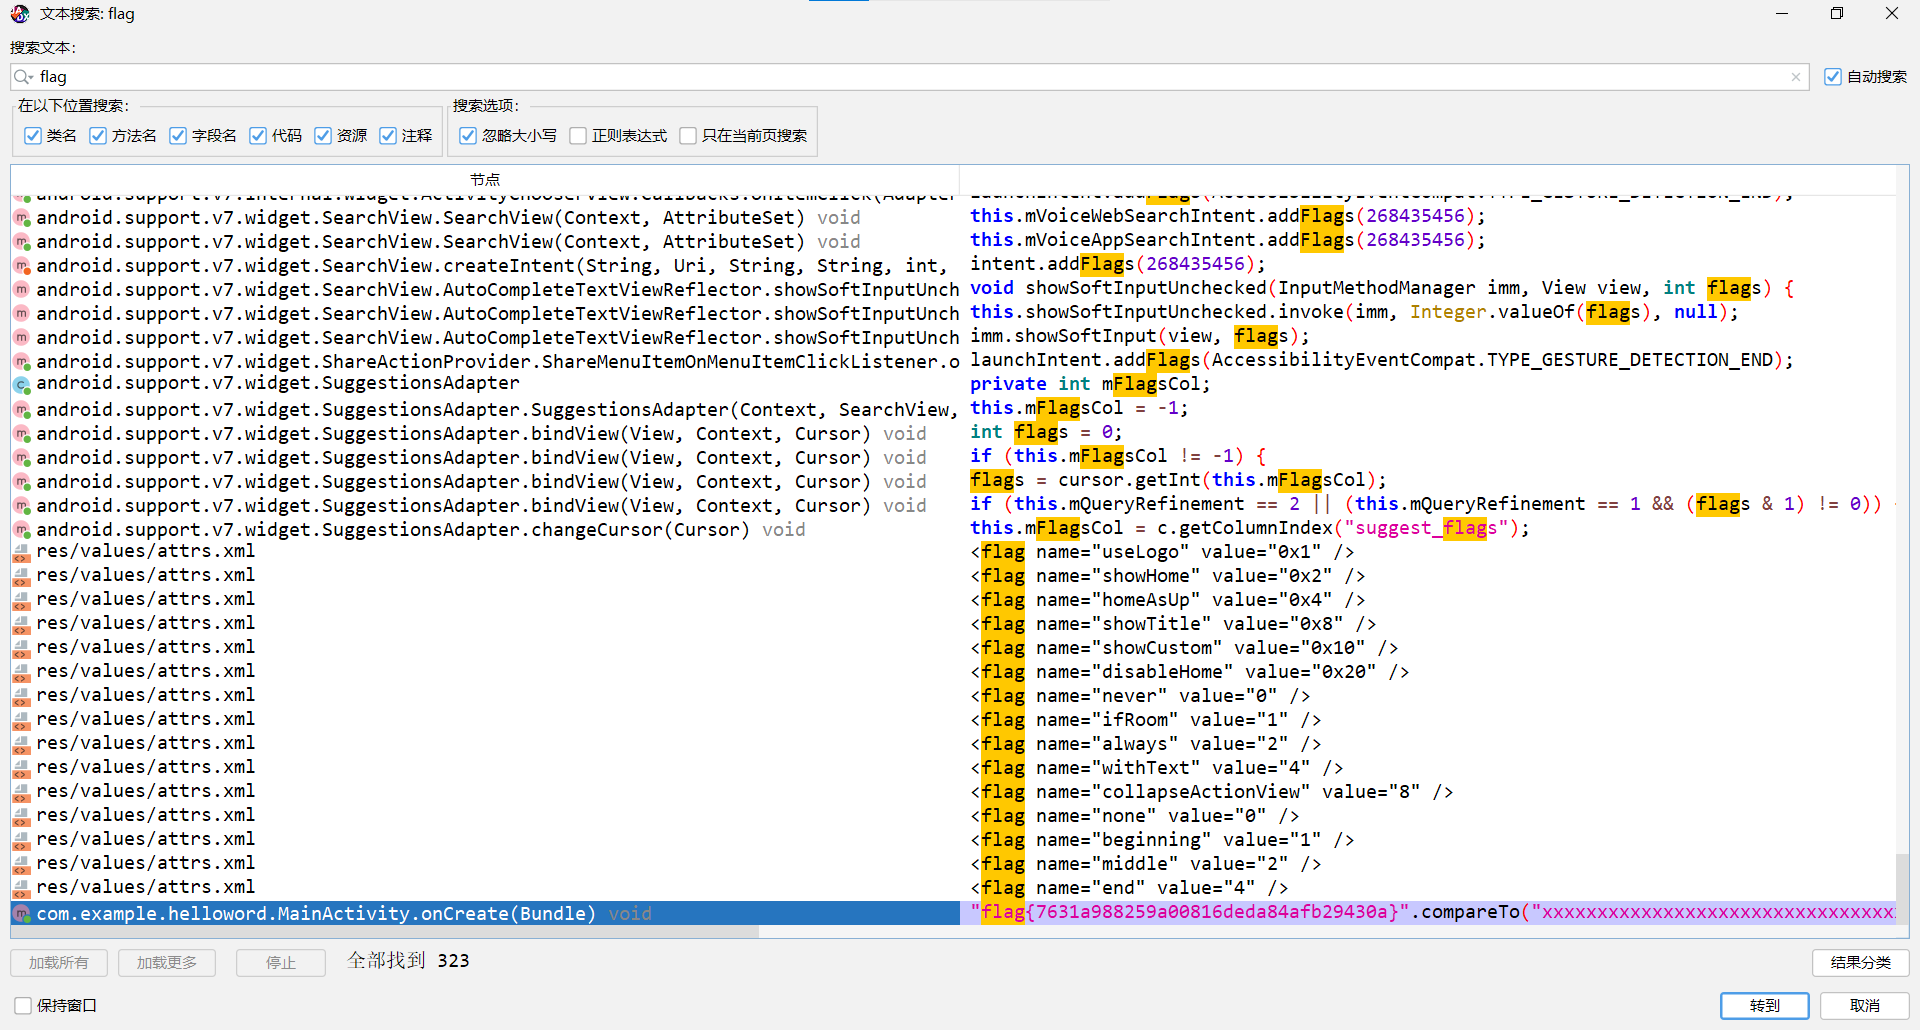 文本搜索: flag
搜索文本:
flag
自动搜索
在以下位置搜索:
搜索选项:
类名 方法名 字段名 代码 资源 注释
忽略大小写 正则表达式 只在当前页搜索
节点
android.support.v7.widget.SearchView.SearchView(Context, AttributeSet) void
this.mVoiceWebSearchIntent.addFlags(268435456);
android.support.v7.widget.SearchView.SearchView(Context, AttributeSet) void
this.mVoiceAppSearchIntent.addFlags(268435456);
android.support.v7.widget.SearchView.createIntent(String, Uri, String, String, int,
intent.addFlags(268435456);
android.support.v7.widget.SearchView.AutoCompleteTextViewReflector.showSoftInputUnch
void showSoftInputUnchecked(InputMethodManager imm, View view, int flags) {
android.support.v7.widget.SearchView.AutoCompleteTextViewReflector.showSoftInputUnch
this.showSoftInputUnchecked.invoke(imm, Integer.valueOf(flags), null);
android.support.v7.widget.SearchView.AutoCompleteTextViewReflector.showSoftInputUnch
imm.showSoftInput(view, flags);
android.support.v7.widget.ShareActionProvider.ShareMenuItemOnMenuItemClickListener.o
launchIntent.addFlags(AccessibilityEventCompat.TYPE_GESTURE_DETECTION_END);
android.support.v7.widget.SuggestionsAdapter
private int mFlagsCol;
android.support.v7.widget.SuggestionsAdapter.SuggestionsAdapter(Context, SearchView,
this.mFlagsCol = -1;
android.support.v7.widget.SuggestionsAdapter.bindView(View, Context, Cursor) void
int flags = 0;
android.support.v7.widget.SuggestionsAdapter.bindView(View, Context, Cursor) void
if (this.mFlagsCol != -1) {
android.support.v7.widget.SuggestionsAdapter.bindView(View, Context, Cursor) void
flags = cursor.getInt(this.mFlagsCol);
android.support.v7.widget.SuggestionsAdapter.bindView(View, Context, Cursor) void
if (this.mQueryRefinement == 2 || (this.mQueryRefinement == 1 && (flags & 1) != 0))
android.support.v7.widget.SuggestionsAdapter.changeCursor(Cursor) void
this.mFlagsCol = c.getColumnIndex("suggest_flags");
res/values/attrs.xml
<flag name="useLogo" value="0x1" />
res/values/attrs.xml
<flag name="showHome" value="0x2" />
res/values/attrs.xml
<flag name="homeAsUp" value="0x4" />
res/values/attrs.xml
<flag name="showTitle" value="0x8" />
res/values/attrs.xml
<flag name="showCustom" value="0x10" />
res/values/attrs.xml
<flag name="disableHome" value="0x20" />
res/values/attrs.xml
<flag name="never" value="0" />
res/values/attrs.xml
<flag name="ifRoom" value="1" />
res/values/attrs.xml
<flag name="always" value="2" />
res/values/attrs.xml
<flag name="withText" value="4" />
res/values/attrs.xml
<flag name="collapseActionView" value="8" />
res/values/attrs.xml
<flag name="none" value="0" />
res/values/attrs.xml
<flag name="beginning" value="1" />
res/values/attrs.xml
<flag name="middle" value="2" />
res/values/attrs.xml
<flag name="end" value="4" />
com.example.helloword.MainActivity.onCreate(Bundle) void
"flag{7631a988259a00816deda84afb29430a}".compareTo("xxxxxxxxxxxxxxxxxxxxxxxxxxxxxxxx
加载所有 加载更多 停止 全部找到 323
结果分类
保持窗口
转到 取消